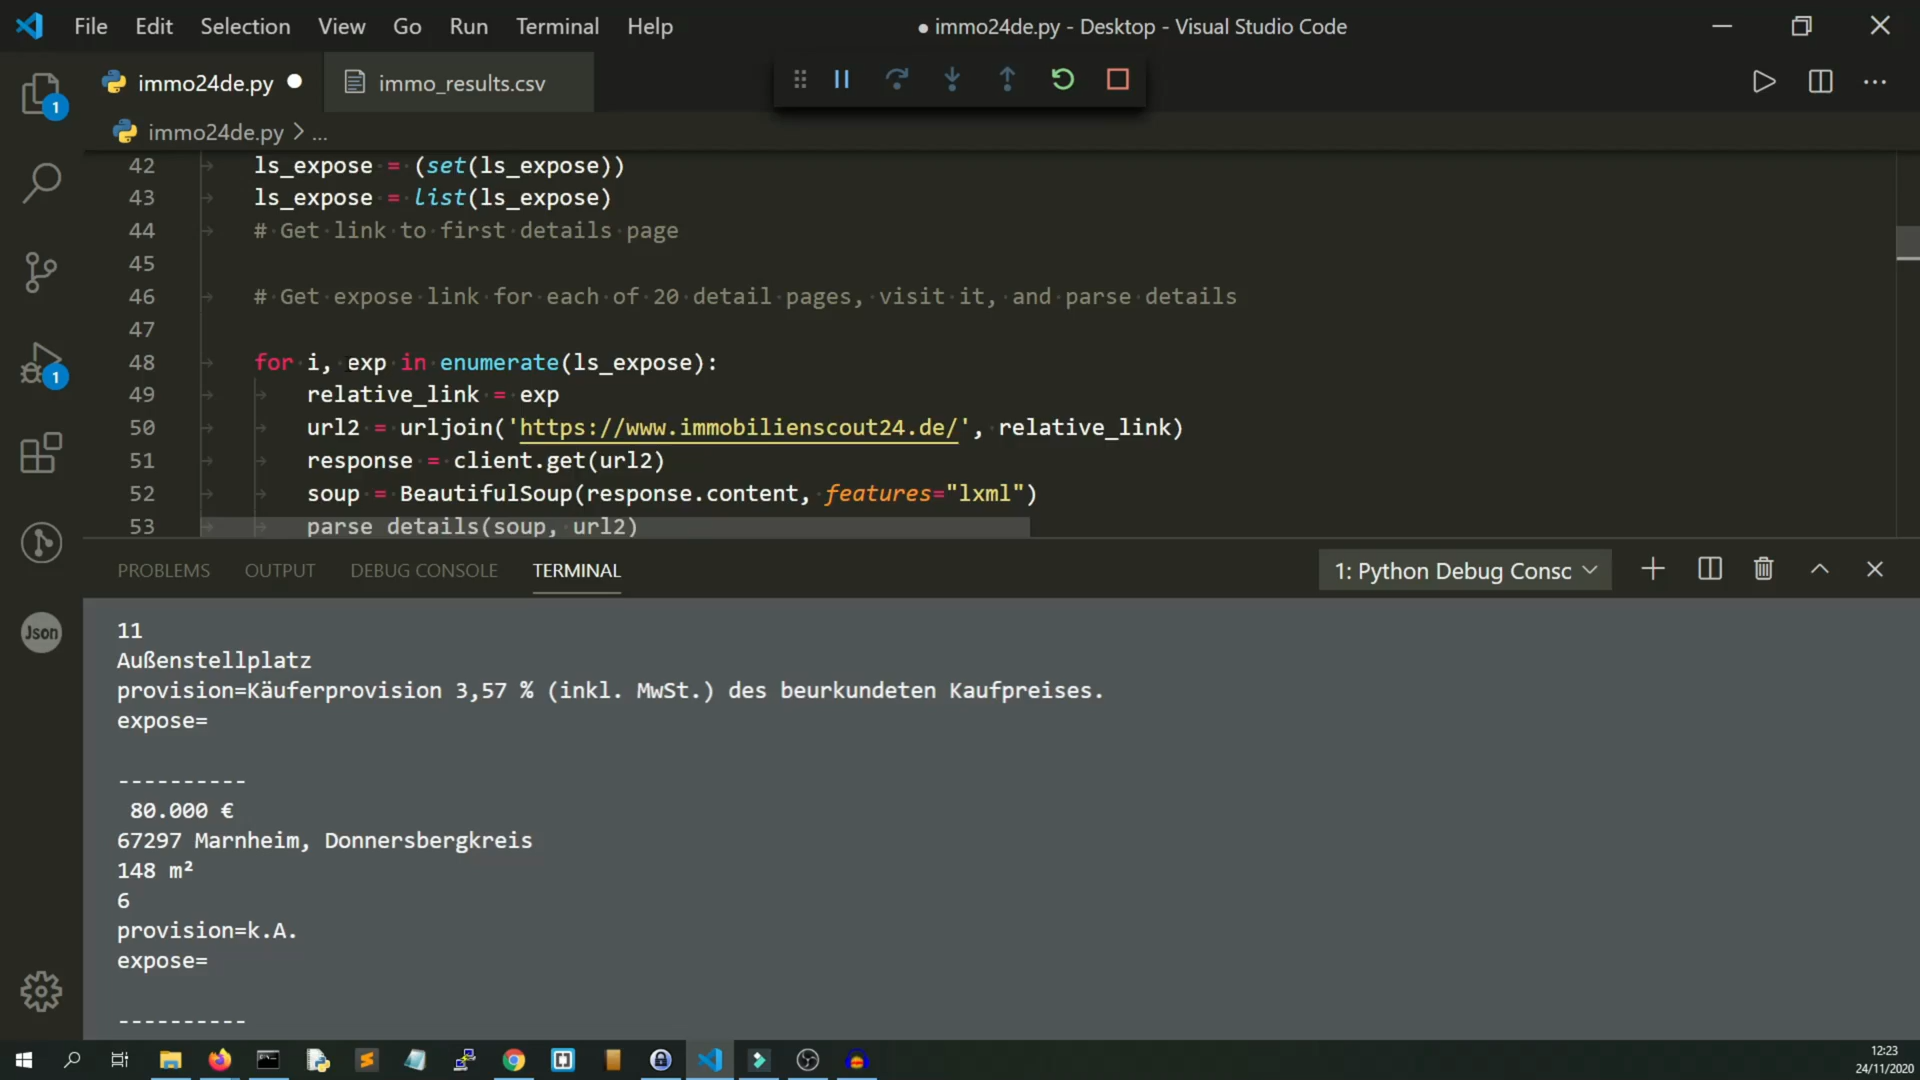 File Edit Selection View Go Run Terminal Help
● immo24de.py - Desktop - Visual Studio Code
immo24de.py
immo_results.csv
immo24de.py > ...
42 ls_expose = (set(ls_expose))
43 ls_expose = list(ls_expose)
44 # Get link to first details page
45
46 # Get expose link for each of 20 detail pages, visit it, and parse details
47
48 for i, exp in enumerate(ls_expose):
49 relative_link = exp
50 url2 = urljoin('https://www.immobilienscout24.de/', relative_link)
51 response = client.get(url2)
52 soup = BeautifulSoup(response.content, features="lxml")
53 parse details(soup, url2)
1
1
Json
PROBLEMS OUTPUT DEBUG CONSOLE TERMINAL
1: Python Debug Consc
11
Außenstellplatz
provision=Käuferprovision 3,57 % (inkl. MwSt.) des beurkundeten Kaufpreises.
expose=
----------
80.000 €
67297 Marnheim, Donnersbergkreis
148 m²
6
provision=k.A.
expose=
----------
12:23
24/11/2020